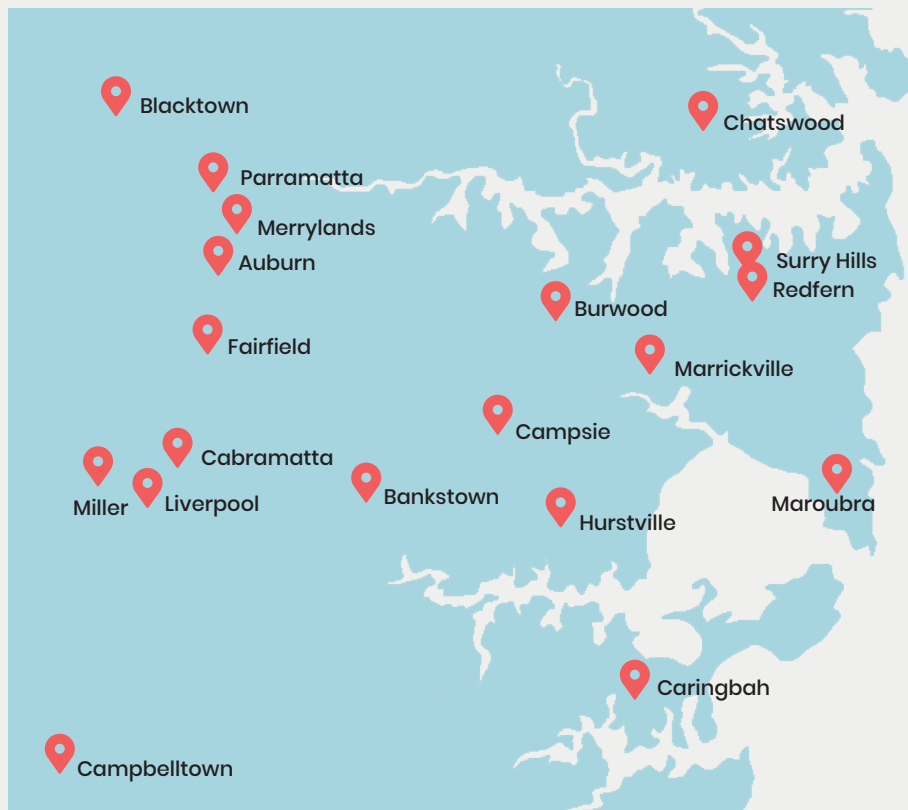 Blacktown
Chatswood
Parramatta
Merrylands
Auburn
Surry Hills
Redfern
Burwood
Fairfield
Marrickville
Campsie
Cabramatta
Bankstown
Miller
Liverpool
Maroubra
Hurstville
Caringbah
Campbelltown